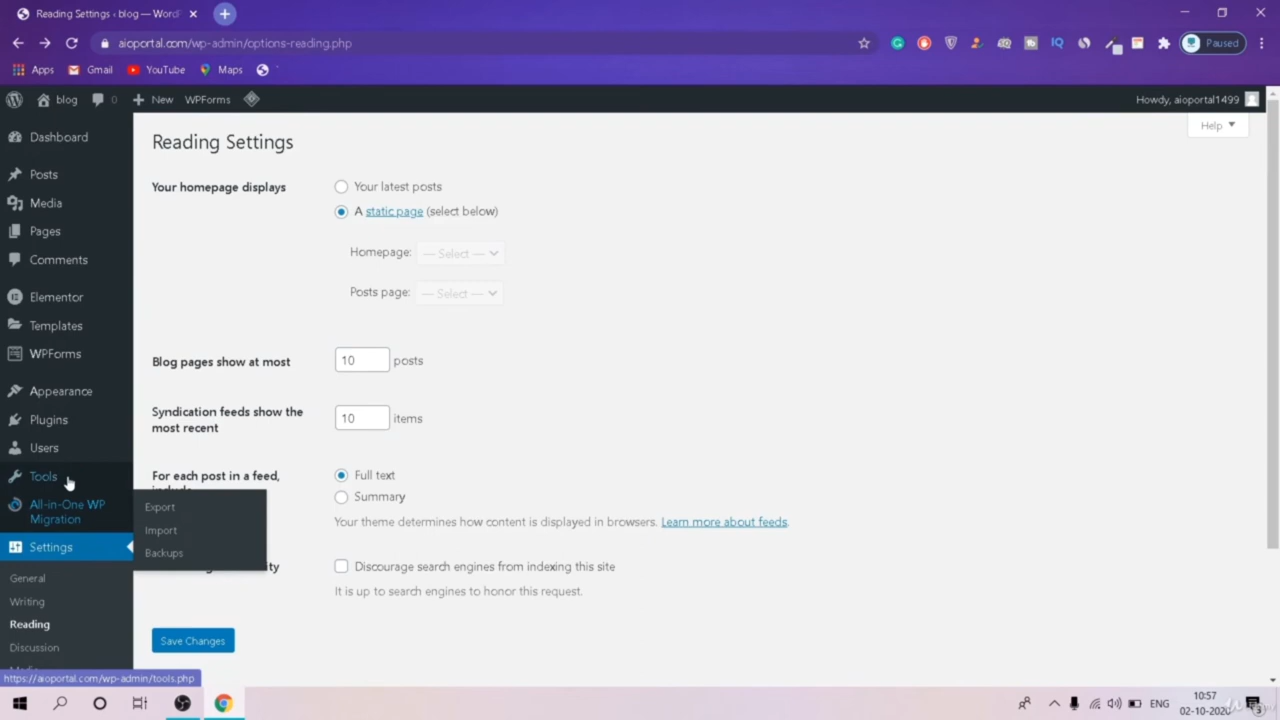 Reading Settings ‹ blog — Word
aioportal.com/wp-admin/options-reading.php
Paused
Apps Gmail YouTube Maps
blog 0 New WPForms
Howdy, aioportal1499
Help
Dashboard
Posts
Media
Pages
Comments
Elementor
Templates
WPForms
Appearance
Plugins
Users
Tools
All-in-One WP
Migration
Settings
General
Writing
Reading
Discussion
Export
Import
Backups
Reading Settings
Your homepage displays
Your latest posts
A static page (select below)
Homepage: — Select —
Posts page: — Select —
Blog pages show at most 10 posts
Syndication feeds show the
most recent
10 items
For each post in a feed,
Full text
Summary
Your theme determines how content is displayed in browsers. Learn more about feeds.
Discourage search engines from indexing this site
It is up to search engines to honor this request.
Save Changes
https://aioportal.com/wp-admin/tools.php
ENG
10:57